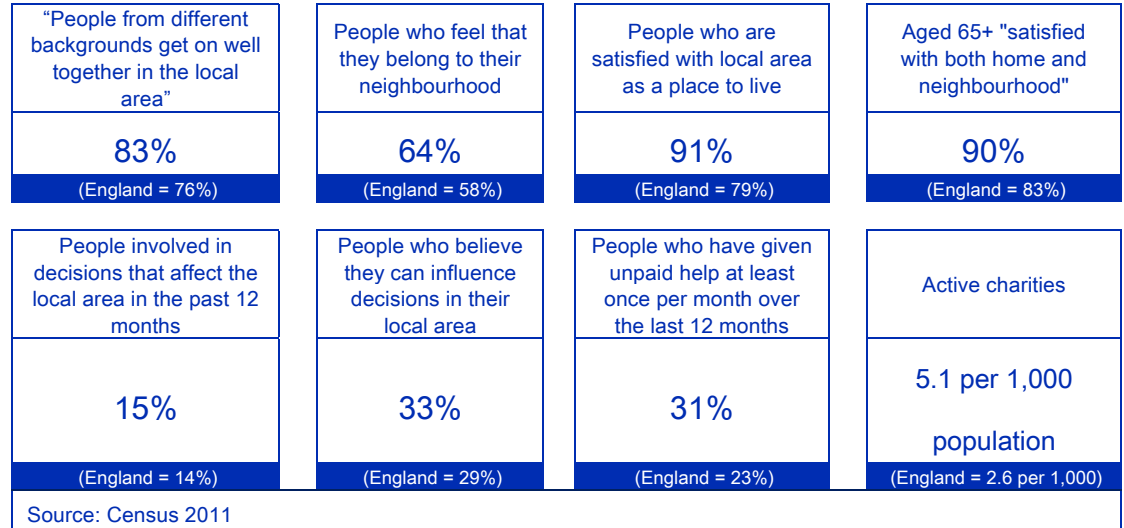 “People from different
backgrounds get on well
together in the local
area”
83%
(England = 76%)
People who feel that
they belong to their
neighbourhood
64%
(England = 58%)
People who are
satisfied with local area
as a place to live
91%
(England = 79%)
Aged 65+ "satisfied
with both home and
neighbourhood"
90%
(England = 83%)
People involved in
decisions that affect the
local area in the past 12
months
15%
(England = 14%)
People who believe
they can influence
decisions in their
local area
33%
(England = 29%)
People who have given
unpaid help at least
once per month over
the last 12 months
31%
(England = 23%)
Active charities
5.1 per 1,000
population
(England = 2.6 per 1,000)
Source: Census 2011